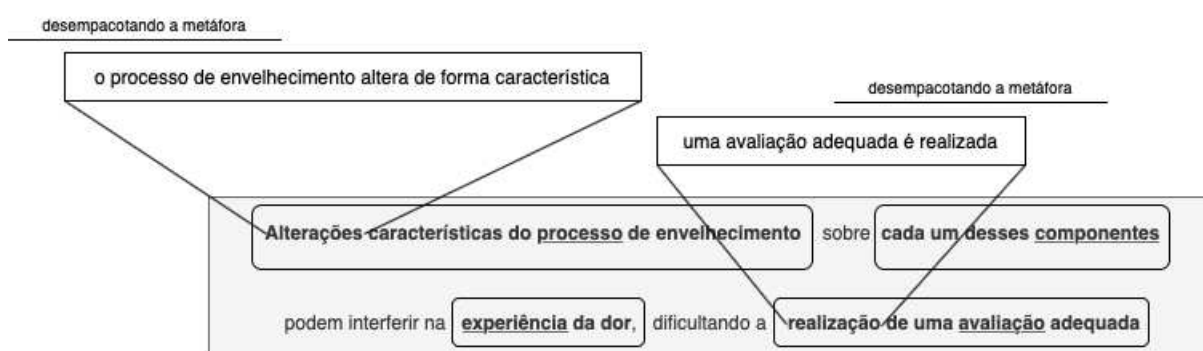 desempacotando a metáfora
o processo de envelhecimento altera de forma característica
desempacotando a metáfora
uma avaliação adequada é realizada
Alterações características do processo de envelhecimento sobre cada um desses componentes
podem interferir na experiência da dor, dificultando a realização de uma avaliação adequada